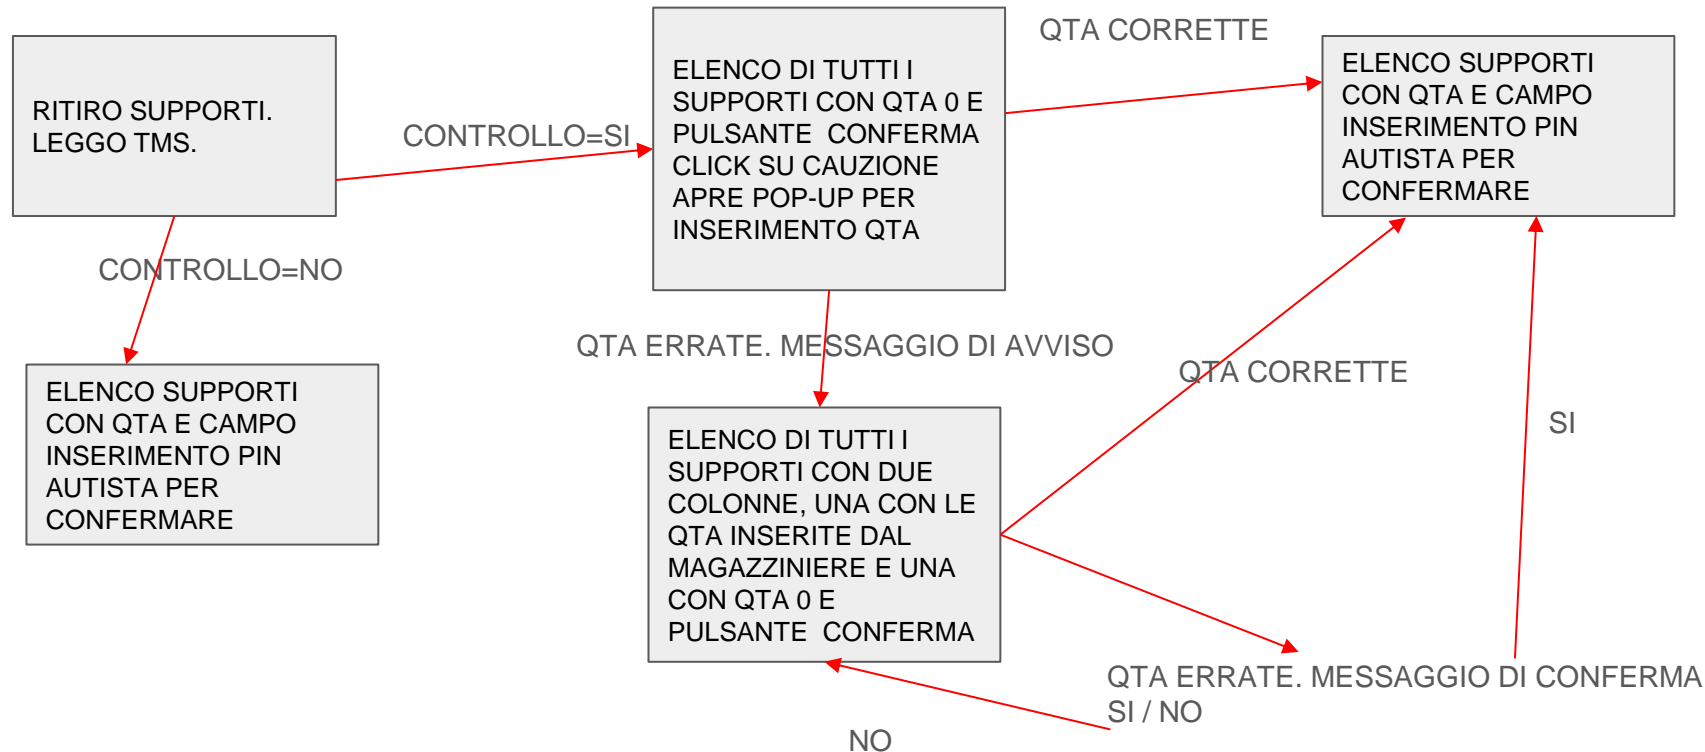 RITIRO SUPPORTI.
LEGGO TMS.
CONTROLLO=SI
ELENCO DI TUTTI I
SUPPORTI CON QTA 0 E
PULSANTE  CONFERMA
CLICK SU CAUZIONE
APRE POP-UP PER
INSERIMENTO QTA
QTA CORRETTE
ELENCO SUPPORTI
CON QTA E CAMPO
INSERIMENTO PIN
AUTISTA PER
CONFERMARE
CONTROLLO=NO
ELENCO SUPPORTI
CON QTA E CAMPO
INSERIMENTO PIN
AUTISTA PER
CONFERMARE
QTA ERRATE. MESSAGGIO DI AVVISO
ELENCO DI TUTTI I
SUPPORTI CON DUE
COLONNE, UNA CON LE
QTA INSERITE DAL
MAGAZZINIERE E UNA
CON QTA 0 E
PULSANTE  CONFERMA
QTA CORRETTE
SI
QTA ERRATE. MESSAGGIO DI CONFERMA
SI / NO
NO